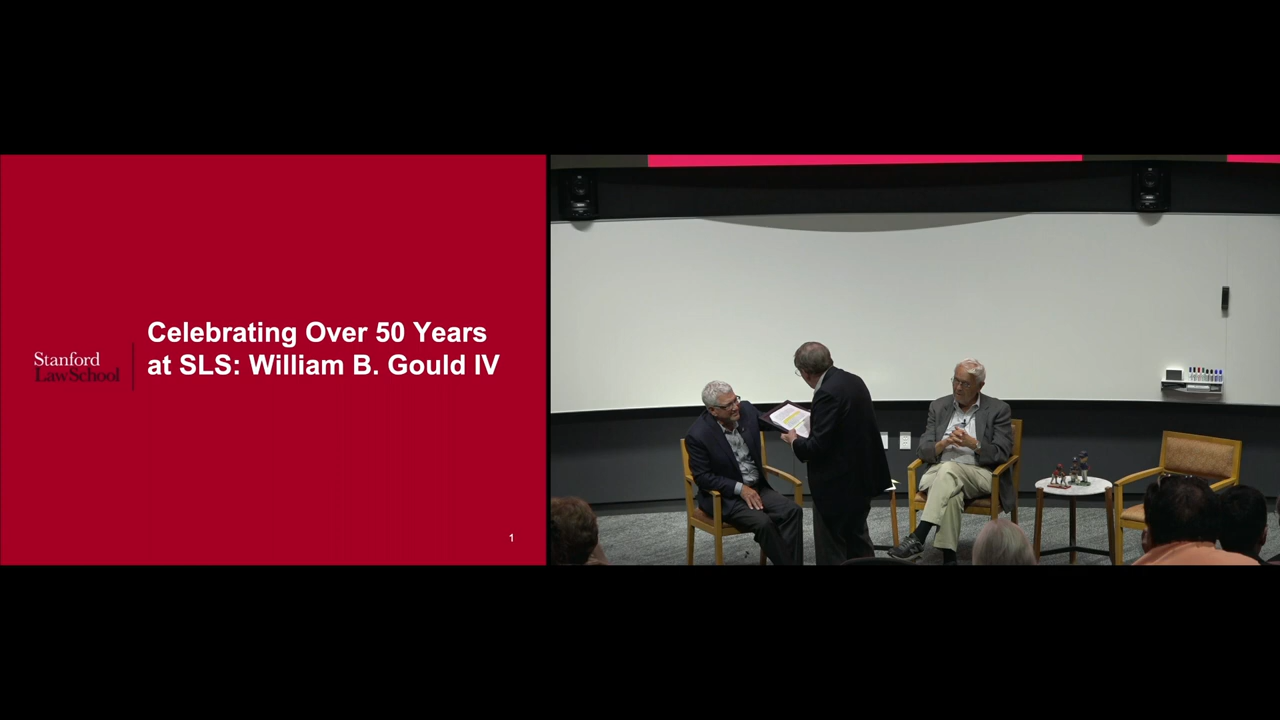 Celebrating Over 50 Years
at SLS: William B. Gould IV
Stanford
Law School
1